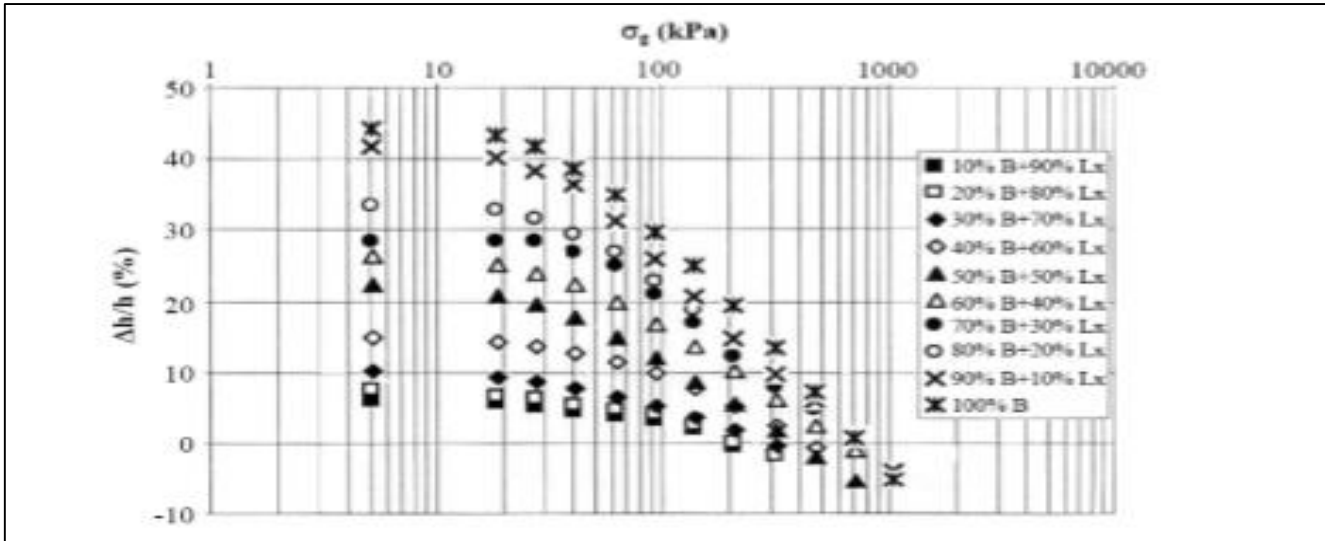 σg (kPa)
1 10 100 1000 10000
50
40
30
20
10
0
-10
Δh/h (%)
10% B+90% Lx
20% B+80% Lx
30% B+70% Lx
40% B+60% Lx
50% B+50% Lx
60% B+40% Lx
70% B+30% Lx
80% B+20% Lx
90% B+10% Lx
100% B